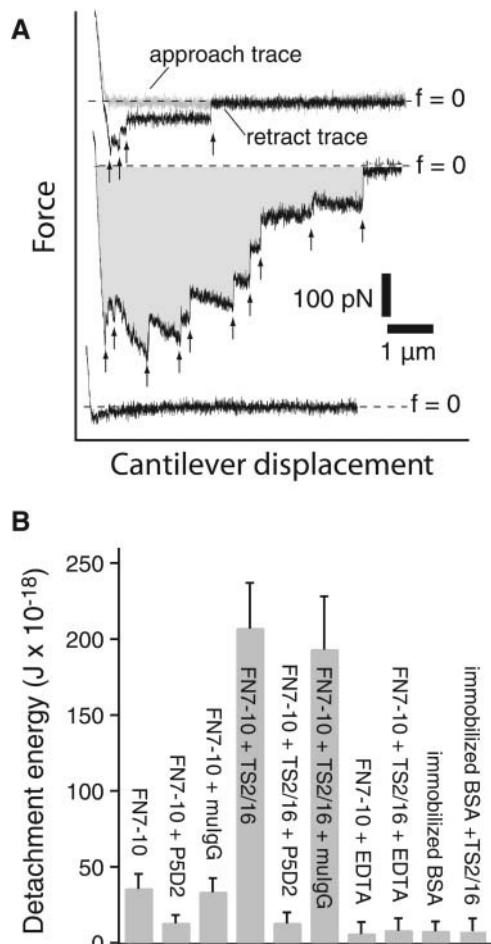 A
approach trace
f = 0
retract trace
f = 0
Force
100 pN
1 μm
f = 0
Cantilever displacement
B
Detachment energy (J x 10-18)
250
200
150
100
50
0
FN7-10
FN7-10 + P5D2
FN7-10 + muIgG
FN7-10 + TS2/16
FN7-10 + TS2/16 + P5D2
FN7-10 + TS2/16 + muIgG
FN7-10 + EDTA
FN7-10 + TS2/16 + EDTA
immobilized BSA
immobilized BSA +TS2/16